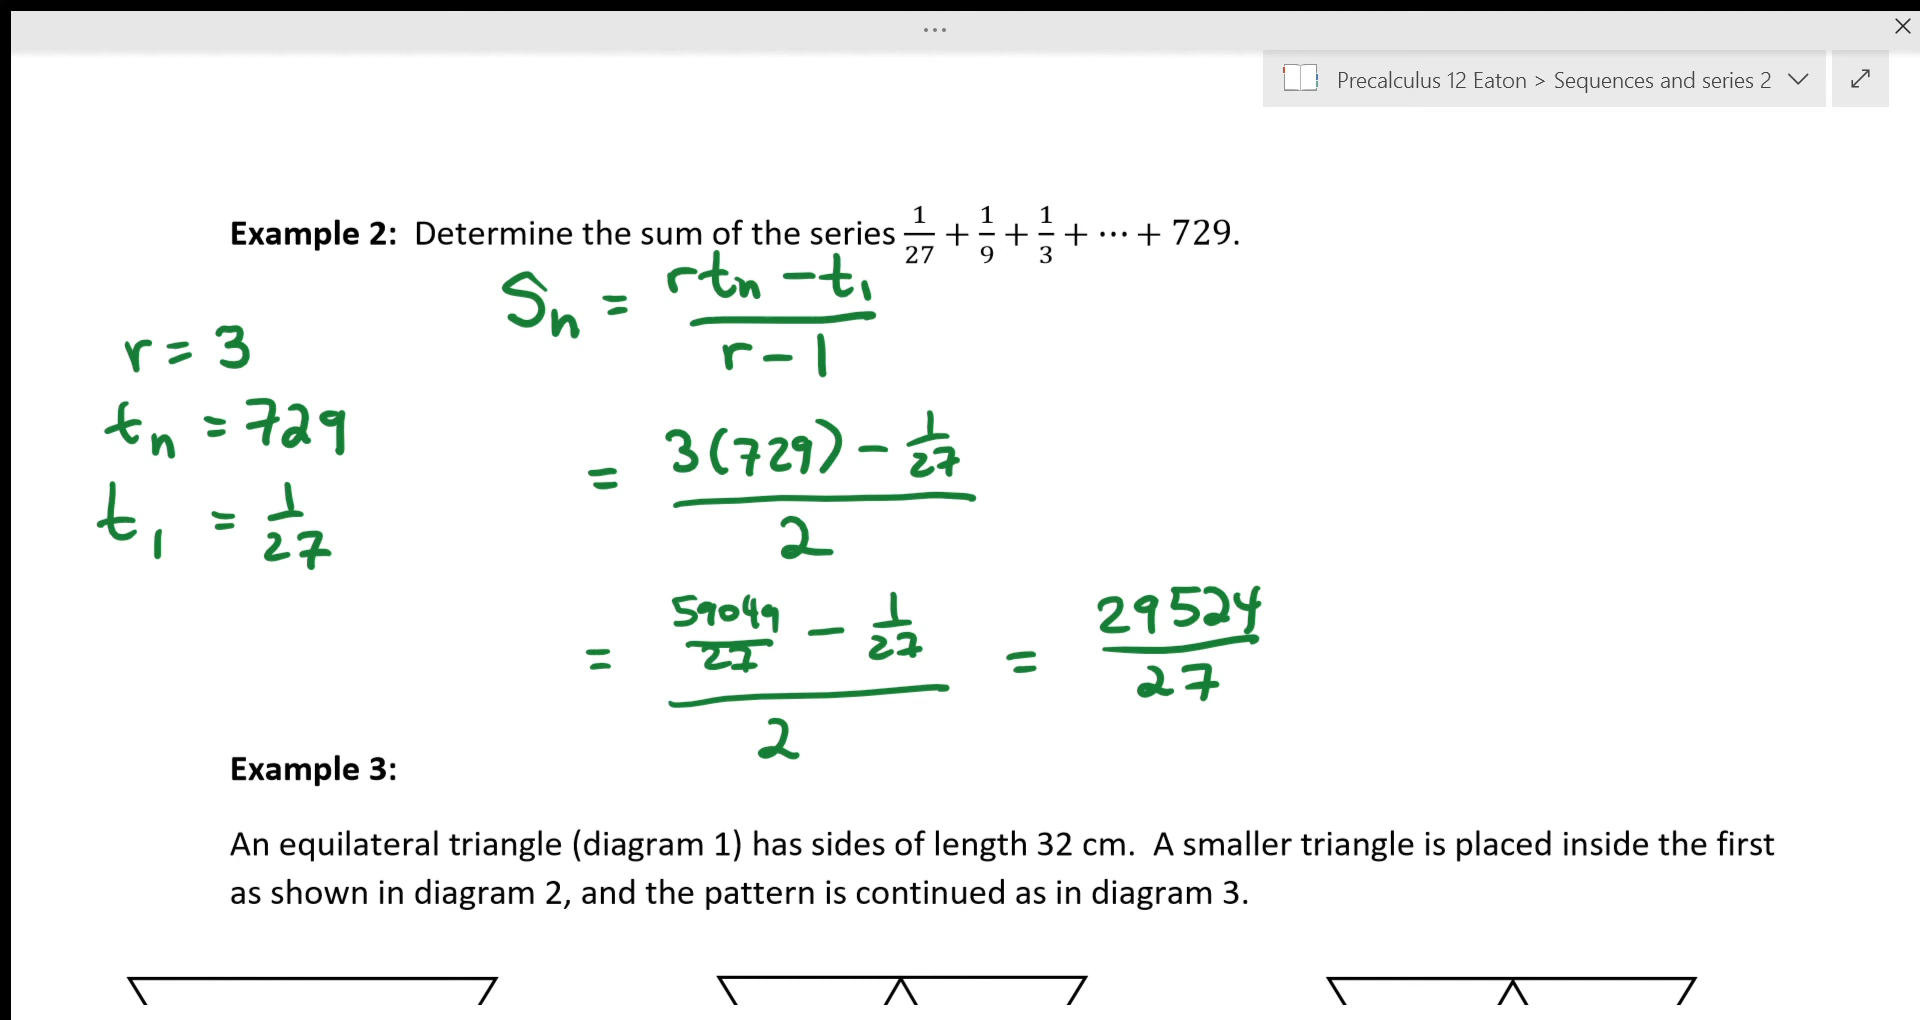 ...
Precalculus 12 Eaton > Sequences and series 2
Example 2: Determine the sum of the series 1/27 + 1/9 + 1/3 + ⋯ + 729.
Sn = (rtn − t1)/(r − 1)
r = 3
tn = 729
= (3(729) − 1/27)/2
t1 = 1/27
= (59049/27 − 1/27)/2 = 29524/27
Example 3:
An equilateral triangle (diagram 1) has sides of length 32 cm. A smaller triangle is placed inside the first
as shown in diagram 2, and the pattern is continued as in diagram 3.